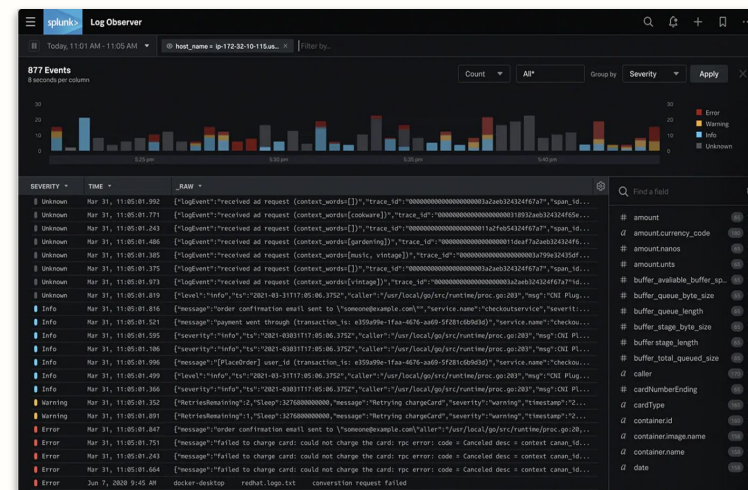 splunk> Log Observer
Today, 11:01 AM - 11:05 AM host_name = ip-172-32-10-115.us... × Filter by..
877 Events
8 seconds per column
Count All* Group by Severity Apply
30 30
20 20
10 10
0 0
5:25 pm 5:30 pm 5:35 pm 5:40 pm
Error
Warning
Info
Unknown
SEVERITY TIME _RAW
Unknown Mar 31, 11:05:01.992 {"logEvent":"received ad request (context_words=[])","trace_id":"00000000000000000003a2aeb324324f67a7","span_id...
Unknown Mar 31, 11:05:01.771 {"logEvent":"received ad request (context_words=[cookware])","trace_id":
Unknown Mar 31, 11:05:01.243 {"logEvent":"received ad request (context_words=[])","trace_id":
Unknown Mar 31, 11:05:01.486 {"logEvent":"received ad request (context_words=[gardening])","trace_id":
Unknown Mar 31, 11:05:01.385 {"logEvent":"received ad request (context_words=[music, vintage])","trace_id":
Unknown Mar 31, 11:05:01.375 {"logEvent":"received ad request (context_words=[])","trace_id":
Unknown Mar 31, 11:05:01.973 {"logEvent":"received ad request (context_words=[vintage])","trace_id":
Unknown Mar 31, 11:05:01.819 {"level":"info","ts":"2021-03-31T17:05:06.375Z","caller":"/usr/local/go/src/runtime/proc.go:203","msg":"CNI Plug...
Info Mar 31, 11:05:01.816 {"message":"order confirmation email sent to \"someone@example.com\"","service.name":"checkoutservice","severit:...
Info Mar 31, 11:05:01.521 {"message":"payment went through (transaction_is: e359a99e-1faa-4676-aa69-5f281c6b9d3d)","service.name":"checkou...
Info Mar 31, 11:05:01.595 {"severity":"info","ts":"2021-03031T17:05:06.375Z","caller":"/usr/local/go/src/runtime/proc.go:203","msg":CNI Pl...
Info Mar 31, 11:05:01.106 {"severity":"info","ts":"2021-03031T17:05:06.375Z","caller":"/usr/local/go/src/runtime/proc.go:203","msg":CNI Pl...
Info Mar 31, 11:05:01.996 {"message":"[PlaceOrder] user_id (transaction_is: e359a99e-1faa-4676-aa69-5f281c6b9d3d)","service.name":"checkou...
Info Mar 31, 11:05:01.499 {"level":"info","ts":"2021-03031T17:05:06.375Z","caller":"/usr/local/go/src/runtime/proc.go:203","msg":"CNI Plug...
Info Mar 31, 11:05:01.366 {"severity":"info","ts":"2021-03031T17:05:06.375Z","caller":"/usr/local/go/src/runtime/proc.go:203","msg":CNI Pl...
Warning Mar 31, 11:05:01.352 {"RetriesRemaining":2,"Sleep":3276800000000,"message":"Retrying chargeCard","severity":"warning","timestamp":"2...
Warning Mar 31, 11:05:01.891 {"RetriesRemaining":1,"Sleep":3276800000000,"message":"Retrying chargeCard","severity":"warning","timestamp":"2...
Error Mar 31, 11:05:01.847 {"message":"order confirmation email sent to \"someone@example.com"aller":"/usr/local/go/src/runtime/proc.go:20,..
Error Mar 31, 11:05:01.751 {"message":"failed to charge card: could not charge the card: rpc error: code = Canceled desc = context canan_id...
Error Mar 31, 11:05:01.243 {"message":"failed to charge card: could not charge the card: rpc error: code = Canceled desc = context canan_id...
Error Mar 31, 11:05:01.664 {"message":"failed to charge card: could not charge the card: rpc error: code = Canceled desc = context canan_id...
Error Jun 7, 2020 9:45 AM docker-desktop redhat.logo.txt converstion request failed
Find a field
# amount
a amount.currency_code
# amount.nanos
# amount.unts
# buffer_avaliable_buffer_sp..
# buffer_queue_byte_size
# buffer_queue_length
# buffer_stage_byte_size
# buffer stage_length
# buffer_total_queued_size
a caller
# cardNumberEnding
a cardType
a container.id
a container.image.name
a container.name
a date